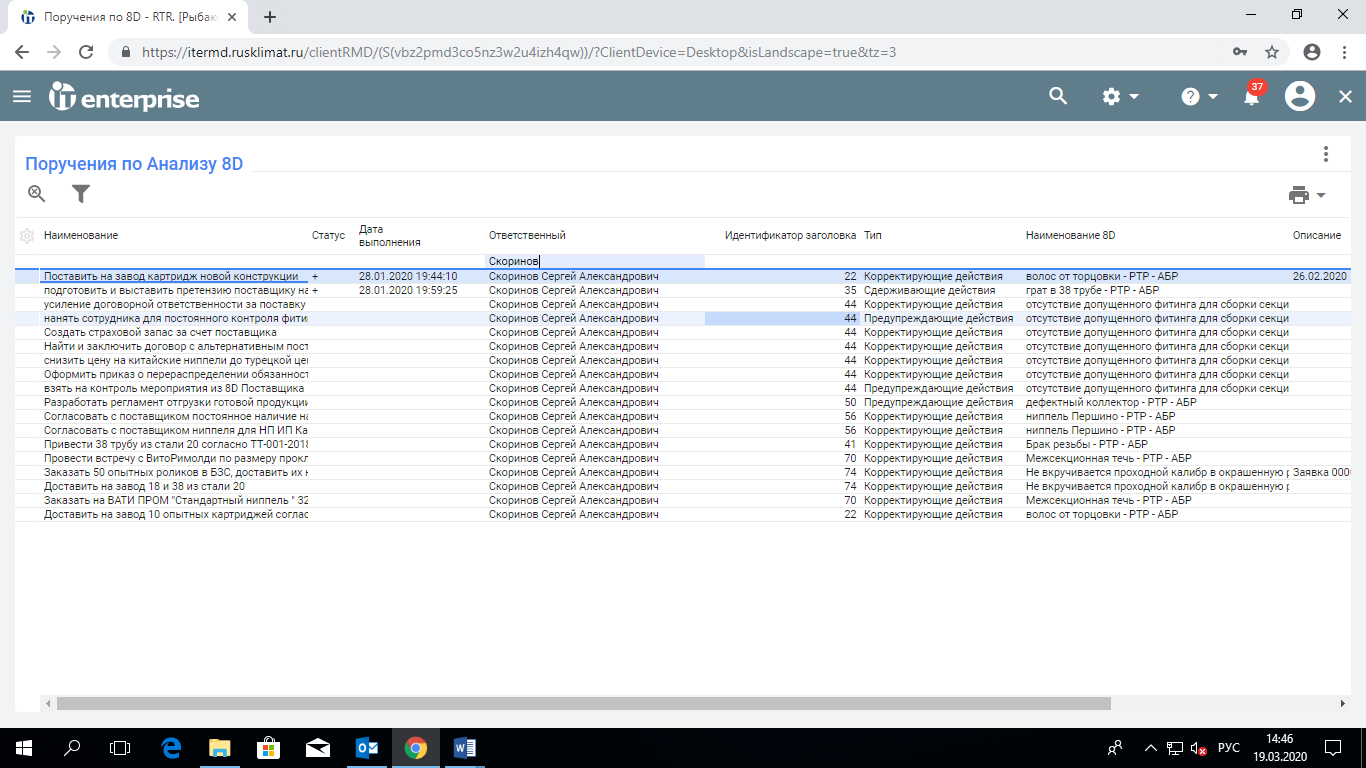 Поручения по 8D - RTR. [Рыбак
https://itermd.rusklimat.ru/clientRMD/(S(vbz2pmd3co5nz3w2u4izh4qw))/?ClientDevice=Desktop&isLandscape=true&tz=3
it enterprise
37
Поручения по Анализу 8D
Наименование Статус Дата выполнения Ответственный Идентификатор заголовка Тип Наименование 8D Описание
Скоринов
Поставить на завод картридж новой конструкции + 28.01.2020 19:44:10 Скоринов Сергей Александрович 22 Корректирующие действия волос от торцовки - РТР - АБР 26.02.2020
подготовить и выставить претензию поставщику на + 28.01.2020 19:59:25 Скоринов Сергей Александрович 35 Сдерживающие действия грат в 38 трубе - РТР - АБР
усиление договорной ответственности за поставку Скоринов Сергей Александрович 44 Корректирующие действия отсутствие допущенного фитинга для сборки секци
нанять сотрудника для постоянного контроля фити Скоринов Сергей Александрович 44 Предупреждающие действия отсутствие допущенного фитинга для сборки секци
Создать страховой запас за счет поставщика Скоринов Сергей Александрович 44 Корректирующие действия отсутствие допущенного фитинга для сборки секци
Найти и заключить договор с альтернативным пост Скоринов Сергей Александрович 44 Корректирующие действия отсутствие допущенного фитинга для сборки секци
снизить цену на китайские ниппели до турецкой це Скоринов Сергей Александрович 44 Корректирующие действия отсутствие допущенного фитинга для сборки секци
Оформить приказ о перераспределении обязанност Скоринов Сергей Александрович 44 Корректирующие действия отсутствие допущенного фитинга для сборки секци
взять на контроль мероприятия из 8D Поставщика Скоринов Сергей Александрович 44 Предупреждающие действия отсутствие допущенного фитинга для сборки секци
Разработать регламент отгрузки готовой продукции Скоринов Сергей Александрович 50 Предупреждающие действия дефектный коллектор - РТР - АБР
Согласовать с поставщиком постоянное наличие на Скоринов Сергей Александрович 56 Корректирующие действия ниппель Першино - РТР - АБР
Согласовать с поставщиком ниппеля для НП ИП Ка Скоринов Сергей Александрович 56 Корректирующие действия ниппель Першино - РТР - АБР
Привести 38 трубу из стали 20 согласно ТТ-001-2018 Скоринов Сергей Александрович 41 Корректирующие действия Брак резьбы - РТР - АБР
Провести встречу с ВитоРимолди по размеру прокл Скоринов Сергей Александрович 70 Корректирующие действия Межсекционная течь - РТР - АБР
Заказать 50 опытных роликов в БЗС, доставить их н Скоринов Сергей Александрович 74 Корректирующие действия Не вкручивается проходной калибр в окрашенную р Заявка 000
Доставить на завод 18 и 38 из стали 20 Скоринов Сергей Александрович 74 Корректирующие действия Не вкручивается проходной калибр в окрашенную р
Заказать на ВАТИ ПРОМ "Стандартный ниппель " 32 Скоринов Сергей Александрович 70 Корректирующие действия Межсекционная течь - РТР - АБР
Доставить на завод 10 опытных картриджей соглас Скоринов Сергей Александрович 22 Корректирующие действия волос от торцовки - РТР - АБР
РУС
14:46
19.03.2020